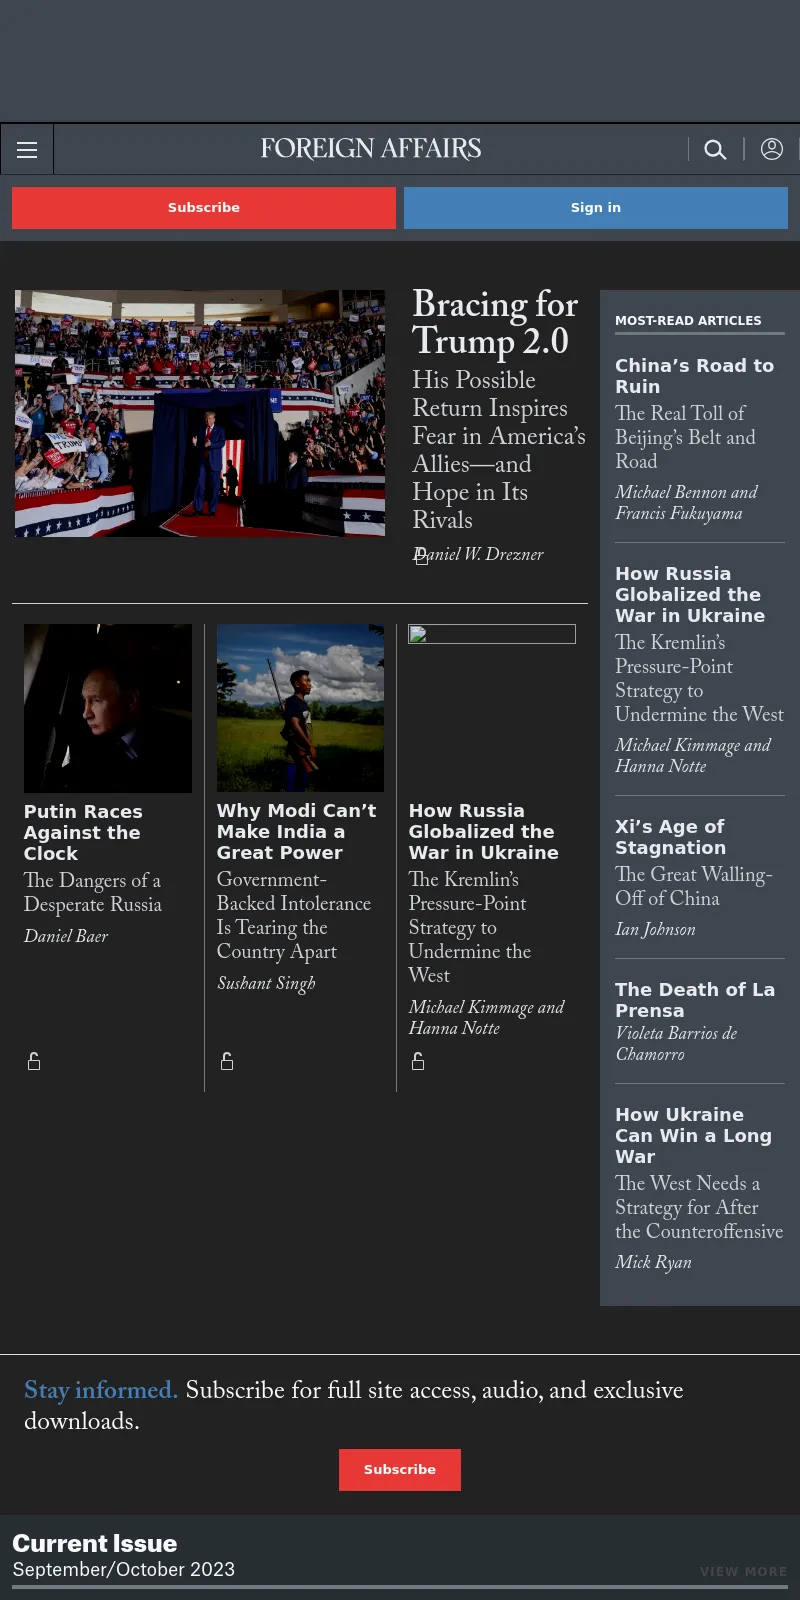 FOREIGN AFFAIRS
Subscribe
Sign in
Bracing for
Trump 2.0
His Possible
Return Inspires
Fear in America’s
Allies—and
Hope in Its
Rivals
Daniel W. Drezner
Putin Races
Against the
Clock
The Dangers of a
Desperate Russia
Daniel Baer
Why Modi Can’t
Make India a
Great Power
Government-
Backed Intolerance
Is Tearing the
Country Apart
Sushant Singh
How Russia
Globalized the
War in Ukraine
The Kremlin’s
Pressure-Point
Strategy to
Undermine the
West
Michael Kimmage and
Hanna Notte
MOST-READ ARTICLES
China’s Road to
Ruin
The Real Toll of
Beijing’s Belt and
Road
Michael Bennon and
Francis Fukuyama
How Russia
Globalized the
War in Ukraine
The Kremlin’s
Pressure-Point
Strategy to
Undermine the West
Michael Kimmage and
Hanna Notte
Xi’s Age of
Stagnation
The Great Walling-
Off of China
Ian Johnson
The Death of La
Prensa
Violeta Barrios de
Chamorro
How Ukraine
Can Win a Long
War
The West Needs a
Strategy for After
the Counteroffensive
Mick Ryan
Stay informed. Subscribe for full site access, audio, and exclusive
downloads.
Subscribe
Current Issue
September/October 2023
VIEW MORE